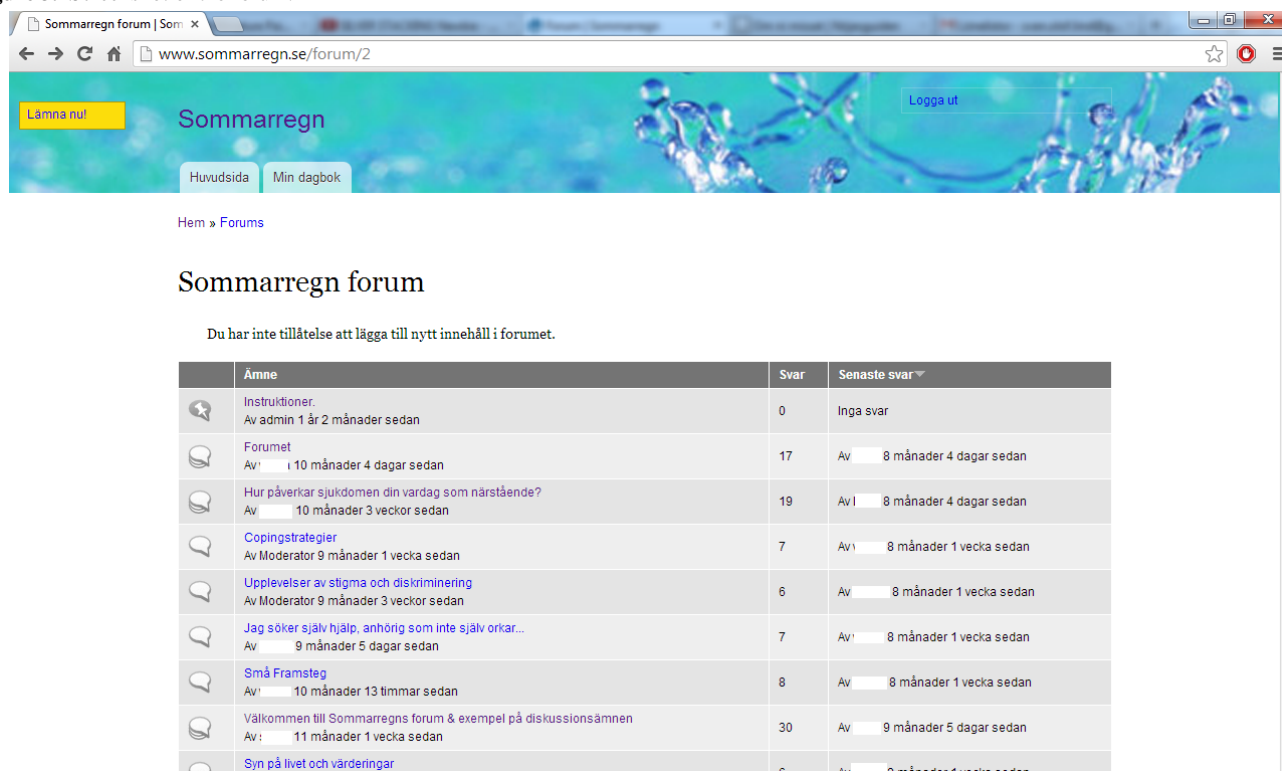 Sommarregn forum | Som
www.sommarregn.se/forum/2
Lämna nu!
Sommarregn
Logga ut
Huvudsida Min dagbok
Hem » Forums
Sommarregn forum
Du har inte tillåtelse att lägga till nytt innehåll i forumet.
Ämne Svar Senaste svar
Instruktioner.
Av admin 1 år 2 månader sedan
0 Inga svar
Forumet
Av 10 månader 4 dagar sedan
17 Av 8 månader 4 dagar sedan
Hur påverkar sjukdomen din vardag som närstående?
Av 10 månader 3 veckor sedan
19 Av 8 månader 4 dagar sedan
Copingstrategier
Av Moderator 9 månader 1 vecka sedan
7 Av 8 månader 1 vecka sedan
Upplevelser av stigma och diskriminering
Av Moderator 9 månader 3 veckor sedan
6 Av 8 månader 1 vecka sedan
Jag söker själv hjälp, anhörig som inte själv orkar...
Av 9 månader 5 dagar sedan
7 Av 8 månader 1 vecka sedan
Små Framsteg
Av 10 månader 13 timmar sedan
8 Av 8 månader 1 vecka sedan
Välkommen till Sommarregns forum & exempel på diskussionsämnen
Av 11 månader 1 vecka sedan
30 Av 9 månader 5 dagar sedan
Syn på livet och värderingar